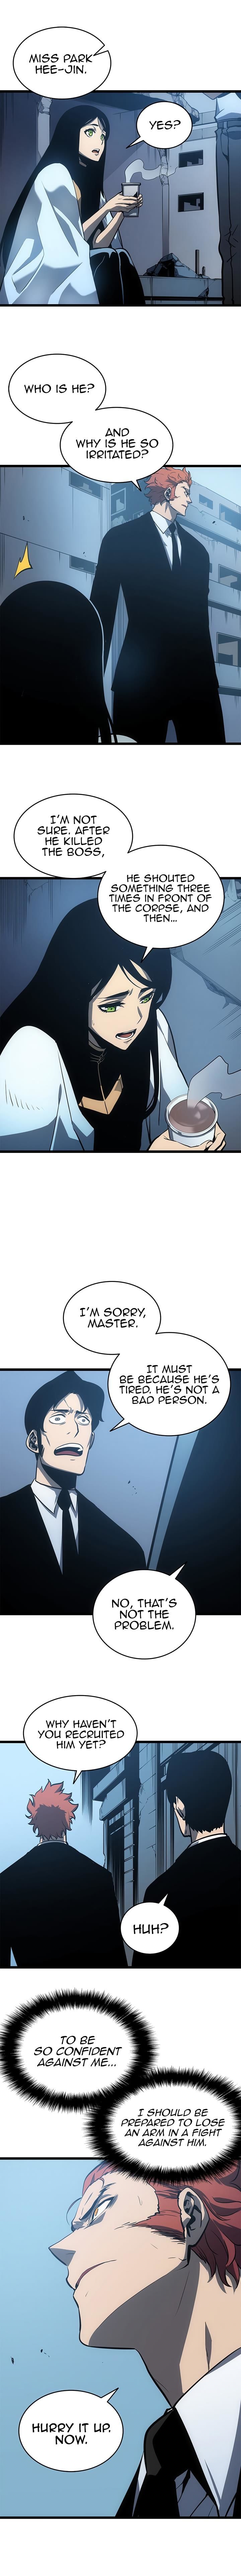 MISS PARK
HEE-JIN.
YES?
WHO IS HE?
AND
WHY IS HE SO
IRRITATED?
I'M NOT
SURE. AFTER
HE KILLED
THE BOSS,
HE SHOUTED
SOMETHING THREE
TIMES IN FRONT OF
THE CORPSE, AND
THEN...
I'M SORRY,
MASTER.
IT MUST
BE BECAUSE HE'S
TIRED. HE'S NOT A
BAD PERSON.
NO, THAT'S
NOT THE
PROBLEM.
WHY HAVEN'T
YOU RECRUITED
HIM YET?
HUH?
TO BE
SO CONFIDENT
AGAINST ME...
I SHOULD BE
PREPARED TO LOSE
AN ARM IN A FIGHT
AGAINST HIM.
HURRY IT UP.
NOW.